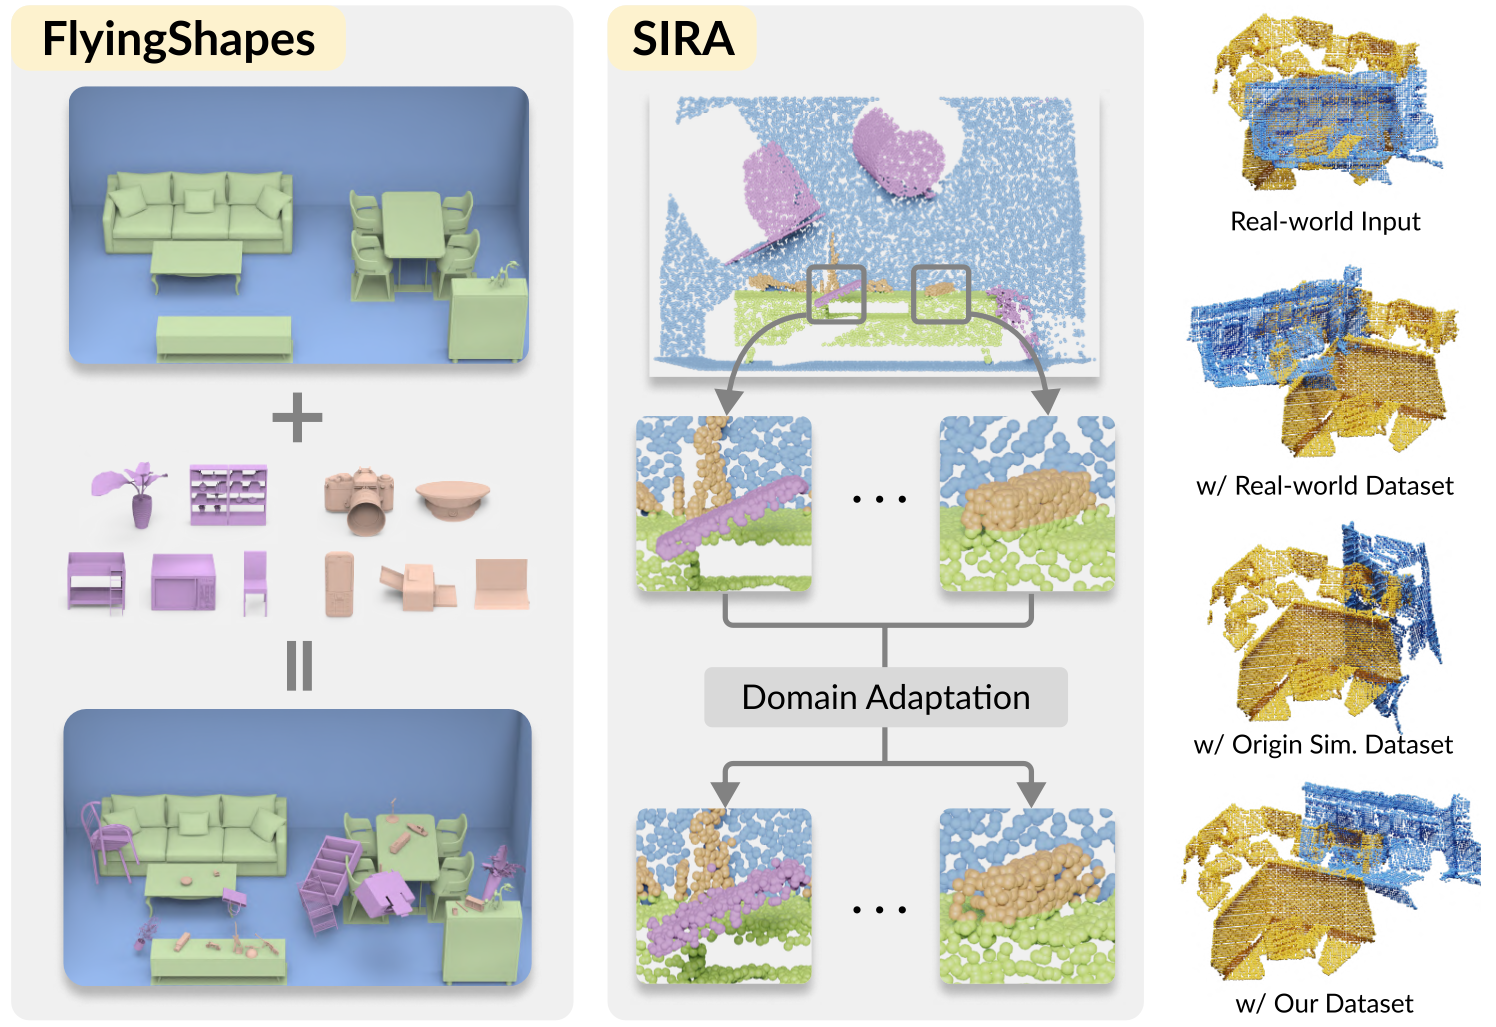 FlyingShapes
SIRA
Domain Adaptation
Real-world Input
w/ Real-world Dataset
w/ Origin Sim. Dataset
w/ Our Dataset